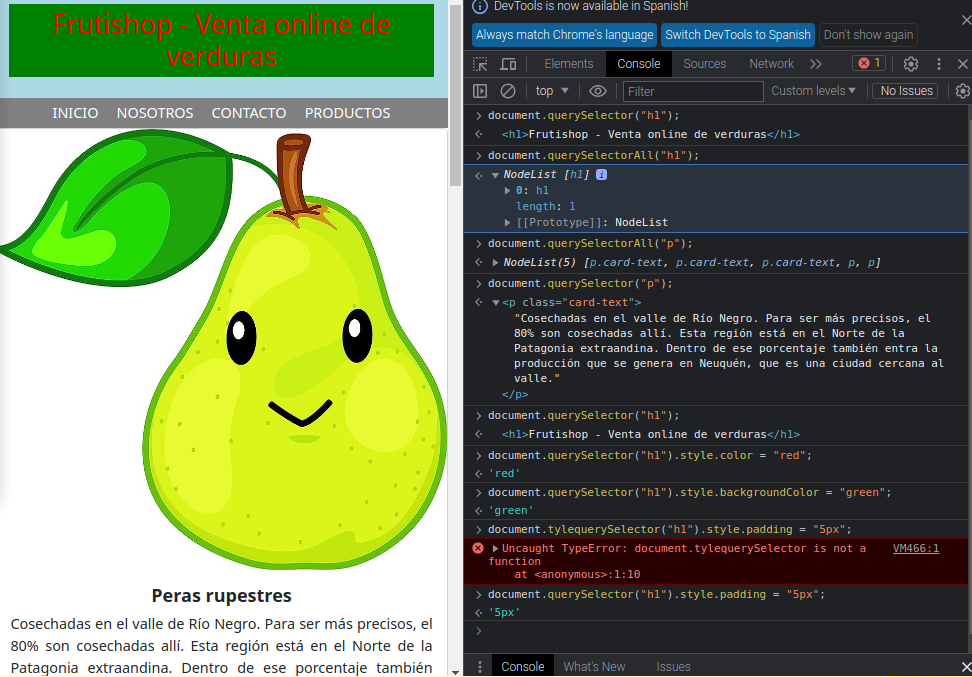 Frutishop - Venta online de
verduras
INICIO NOSOTROS CONTACTO PRODUCTOS
Peras rupestres
Cosechadas en el valle de Río Negro. Para ser más precisos, el
80% son cosechadas allí. Esta región está en el Norte de la
Patagonia extraandina. Dentro de ese porcentaje también
DevTools is now available in Spanish!
Always match Chrome's language Switch DevTools to Spanish Don't show again
Elements Console Sources Network 1
top Filter Custom levels No Issues
document.querySelector("h1");
<h1>Frutishop - Venta online de verduras</h1>
document.querySelectorAll("h1");
NodeList [h1] i
0: h1
length: 1
[[Prototype]]: NodeList
document.querySelectorAll("p");
NodeList(5) [p.card-text, p.card-text, p.card-text, p, p]
document.querySelector("p");
<p class="card-text">
"Cosechadas en el valle de Río Negro. Para ser más precisos, el
80% son cosechadas allí. Esta región está en el Norte de la
Patagonia extraandina. Dentro de ese porcentaje también entra la
producción que se genera en Neuquén, que es una ciudad cercana al
valle."
</p>
document.querySelector("h1");
<h1>Frutishop - Venta online de verduras</h1>
document.querySelector("h1").style.color = "red";
'red'
document.querySelector("h1").style.backgroundColor = "green";
'green'
document.tylequerySelector("h1").style.padding = "5px";
Uncaught TypeError: document.tylequerySelector is not a VM466:1
function
at <anonymous>:1:10
document.querySelector("h1").style.padding = "5px";
'5px'
Console What's New Issues